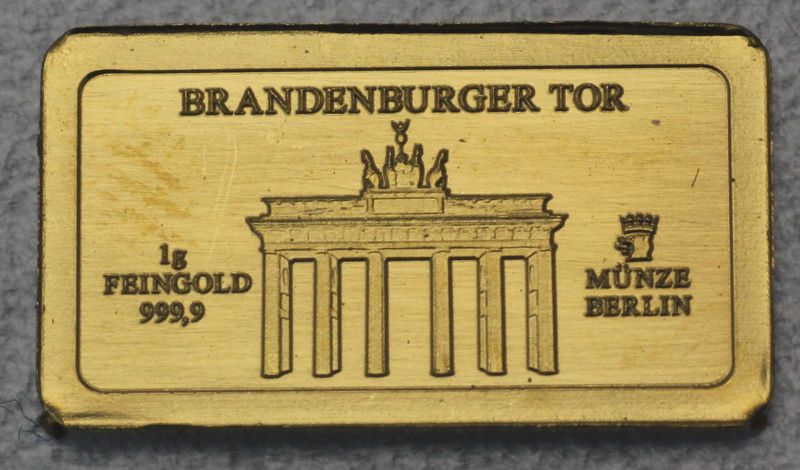 BRANDENBURGER TOR
1g
FEINGOLD
999,9
MÜNZE
BERLIN